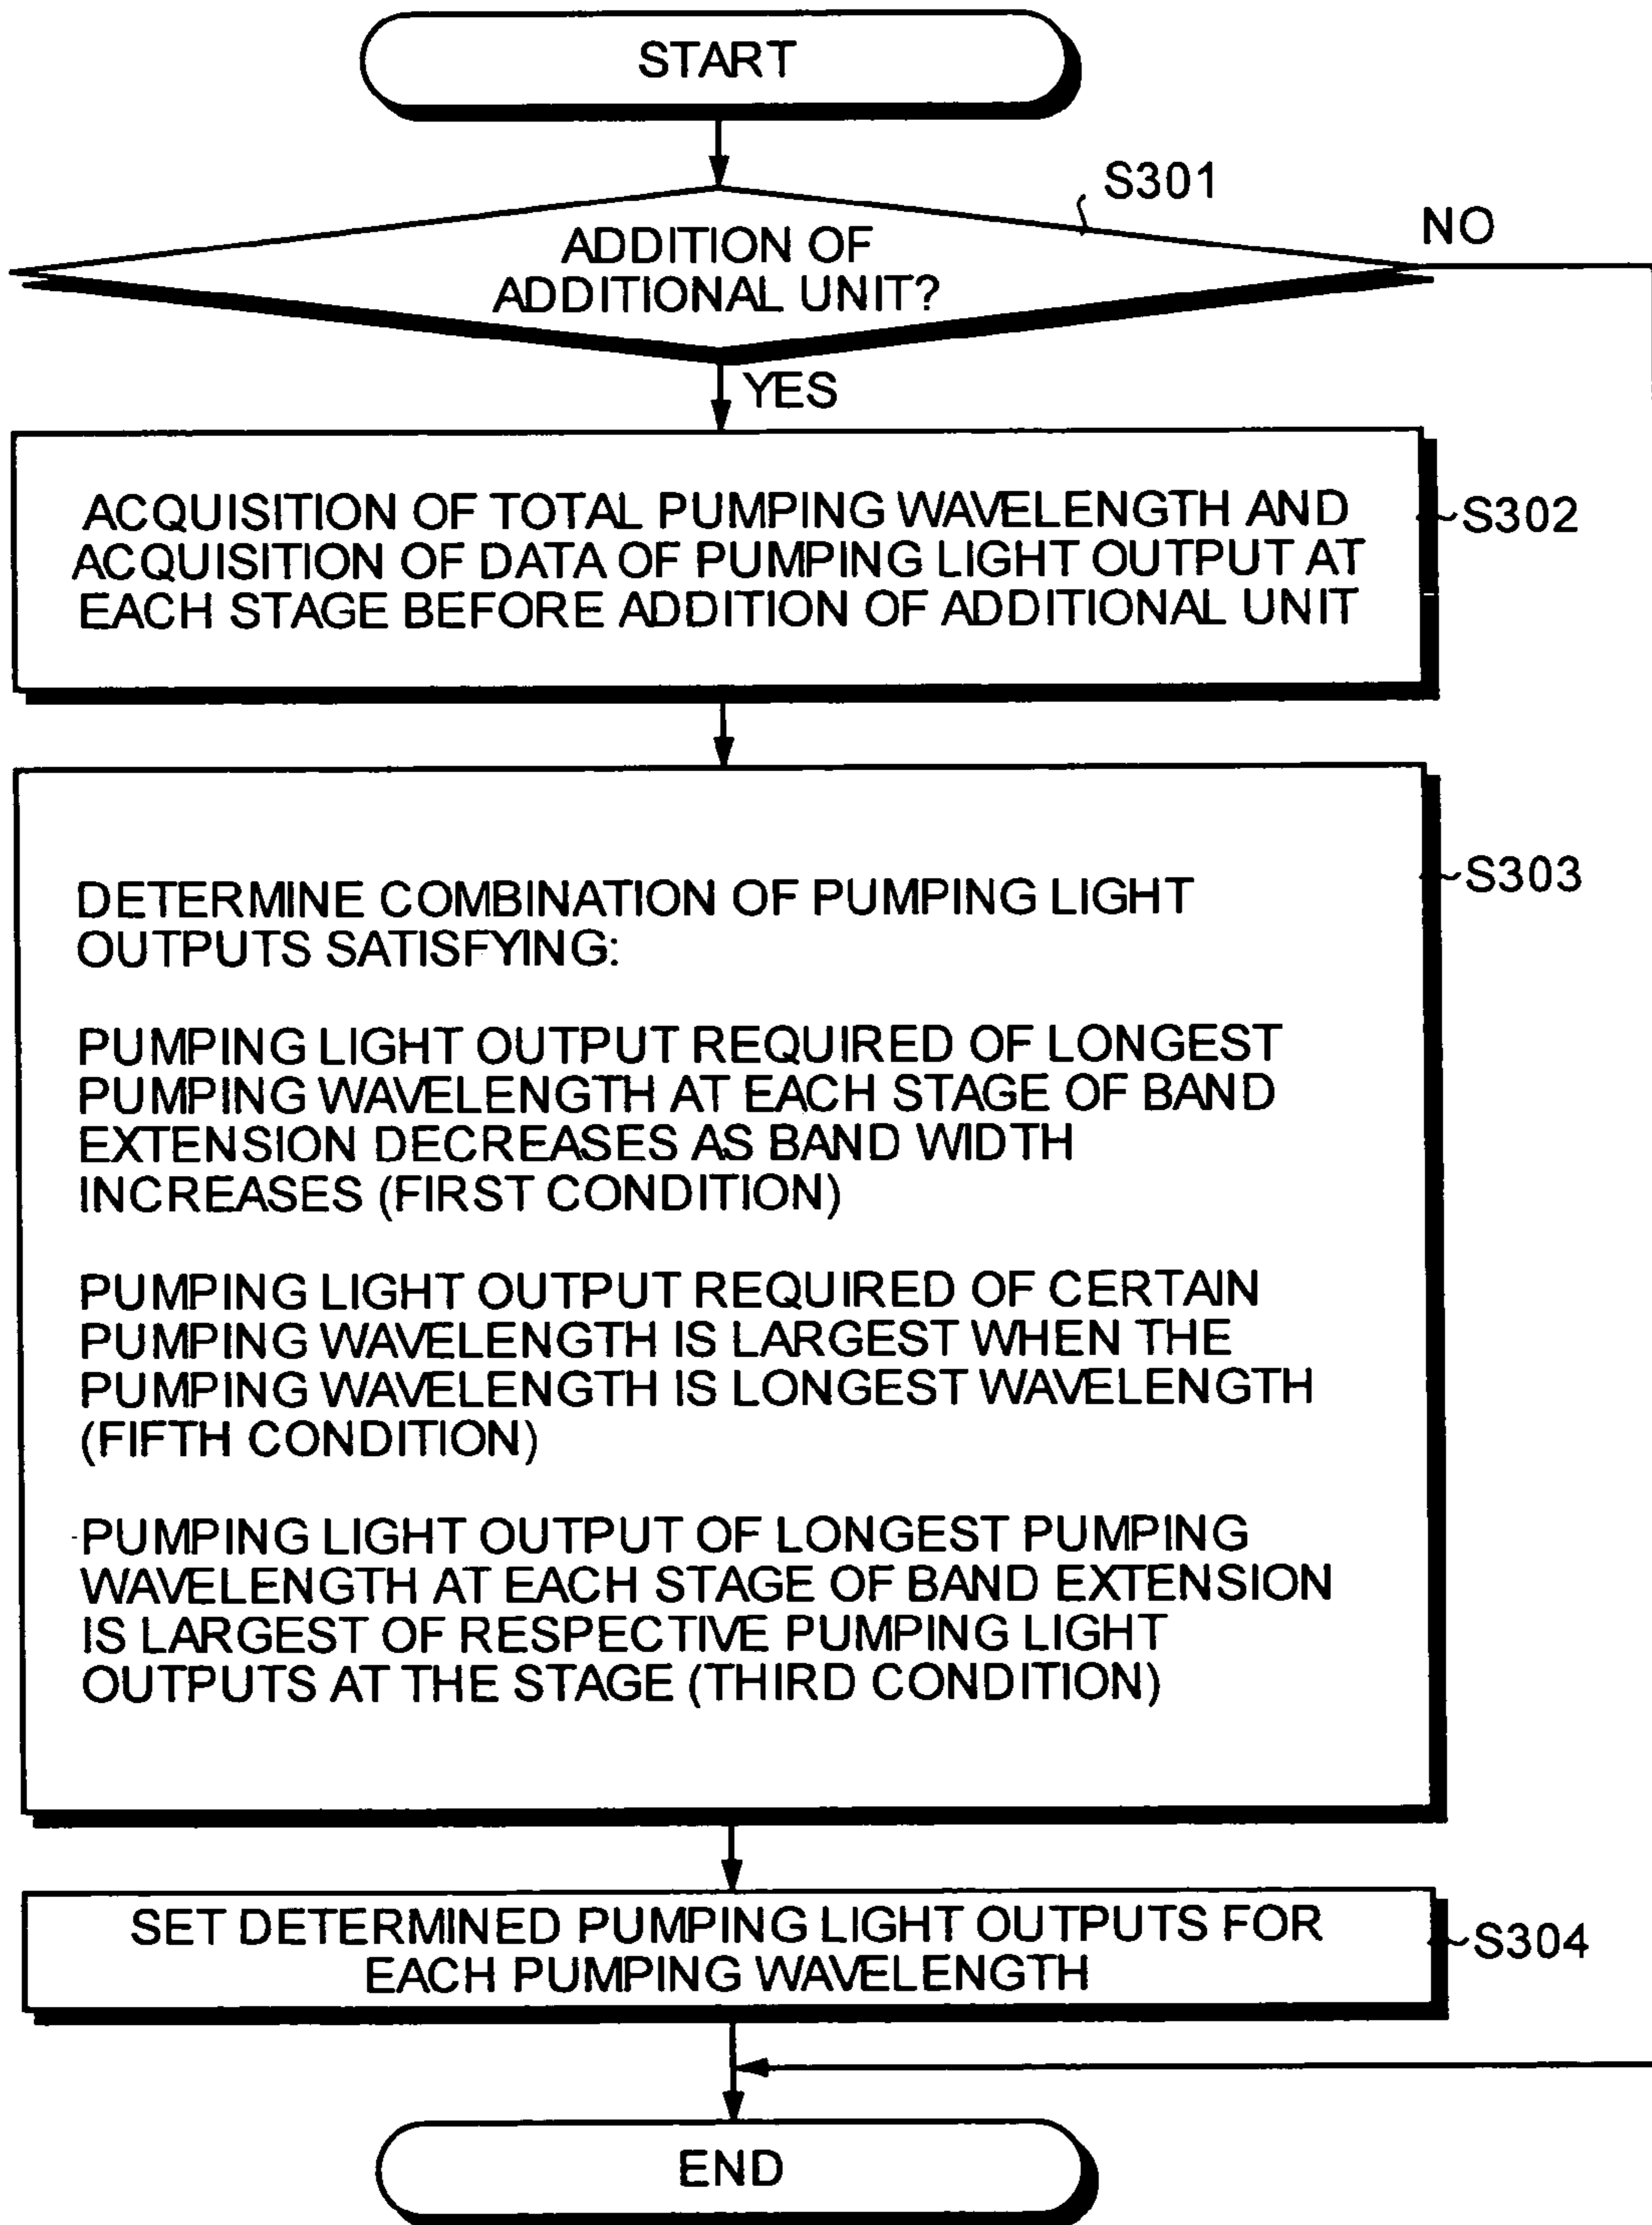 START
S301
NO
ADDITION OF
ADDITIONAL UNIT?
YES
ACQUISITION OF TOTAL PUMPING WAVELENGTH AND
ACQUISITION OF DATA OF PUMPING LIGHT OUTPUT AT
EACH STAGE BEFORE ADDITION OF ADDITIONAL UNIT
S302
DETERMINE COMBINATION OF PUMPING LIGHT
OUTPUTS SATISFYING:
S303
PUMPING LIGHT OUTPUT REQUIRED OF LONGEST
PUMPING WAVELENGTH AT EACH STAGE OF BAND
EXTENSION DECREASES AS BAND WIDTH
INCREASES (FIRST CONDITION)
PUMPING LIGHT OUTPUT REQUIRED OF CERTAIN
PUMPING WAVELENGTH IS LARGEST WHEN THE
PUMPING WAVELENGTH IS LONGEST WAVELENGTH
(FIFTH CONDITION)
PUMPING LIGHT OUTPUT OF LONGEST PUMPING
WAVELENGTH AT EACH STAGE OF BAND EXTENSION
IS LARGEST OF RESPECTIVE PUMPING LIGHT
OUTPUTS AT THE STAGE (THIRD CONDITION)
SET DETERMINED PUMPING LIGHT OUTPUTS FOR
EACH PUMPING WAVELENGTH
S304
END